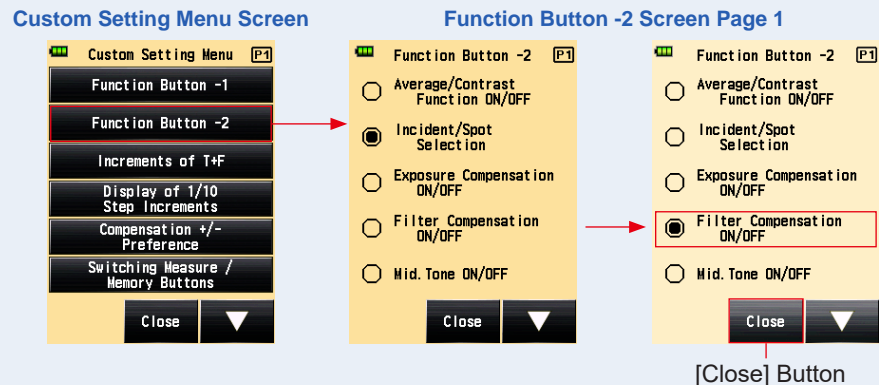 Custom Setting Menu Screen
Function Button -2 Screen Page 1
Custom Setting Menu P1
Function Button -1
Function Button -2
Increments of T+F
Display of 1/10
Step Increments
Compensation +/-
Preference
Switching Measure /
Memory Buttons
Close
Function Button -2 P1
Average/Contrast
Function ON/OFF
Incident/Spot
Selection
Exposure Compensation
ON/OFF
Filter Compensation
ON/OFF
Mid. Tone ON/OFF
Close
Function Button -2 P1
Average/Contrast
Function ON/OFF
Incident/Spot
Selection
Exposure Compensation
ON/OFF
Filter Compensation
ON/OFF
Mid. Tone ON/OFF
Close
[Close] Button